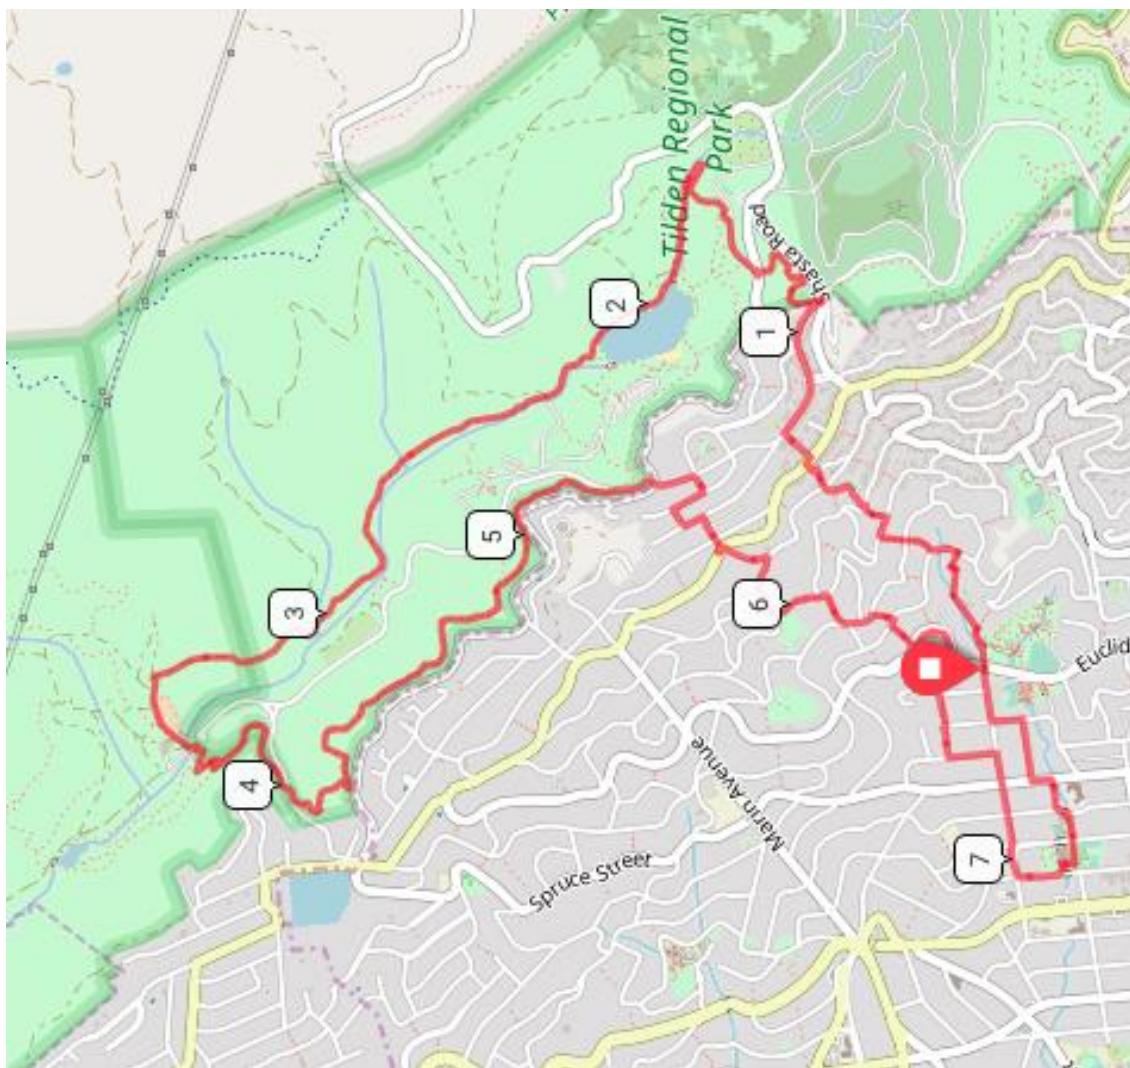 Tilden Regional
Park
Shasta Road
2
1
5
3
6
4
Euclid
Marin Avenue
Spruce Street
7